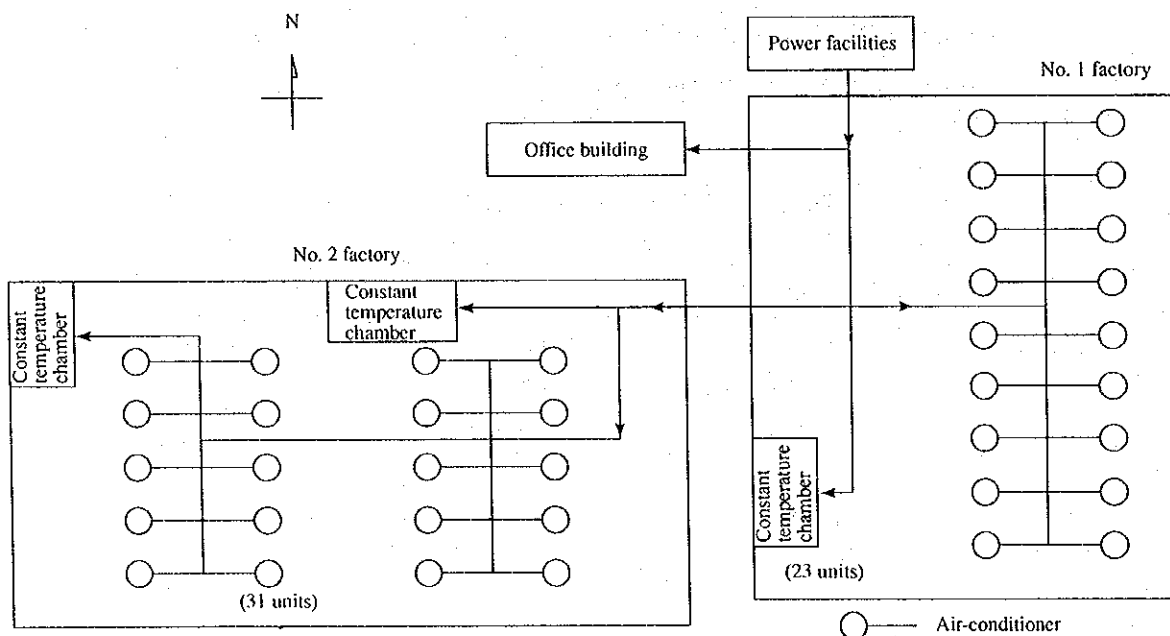 N
Power facilities
No. 1 factory
Office building
No. 2 factory
Constant
temperature
chamber
Constant
temperature
chamber
Constant
temperature
chamber
(31 units)
(23 units)
Air-conditioner